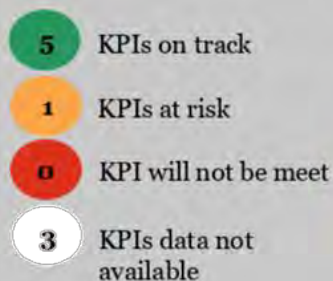 5 KPIs on track
1 KPIs at risk
0 KPI will not be meet
3 KPIs data not
available